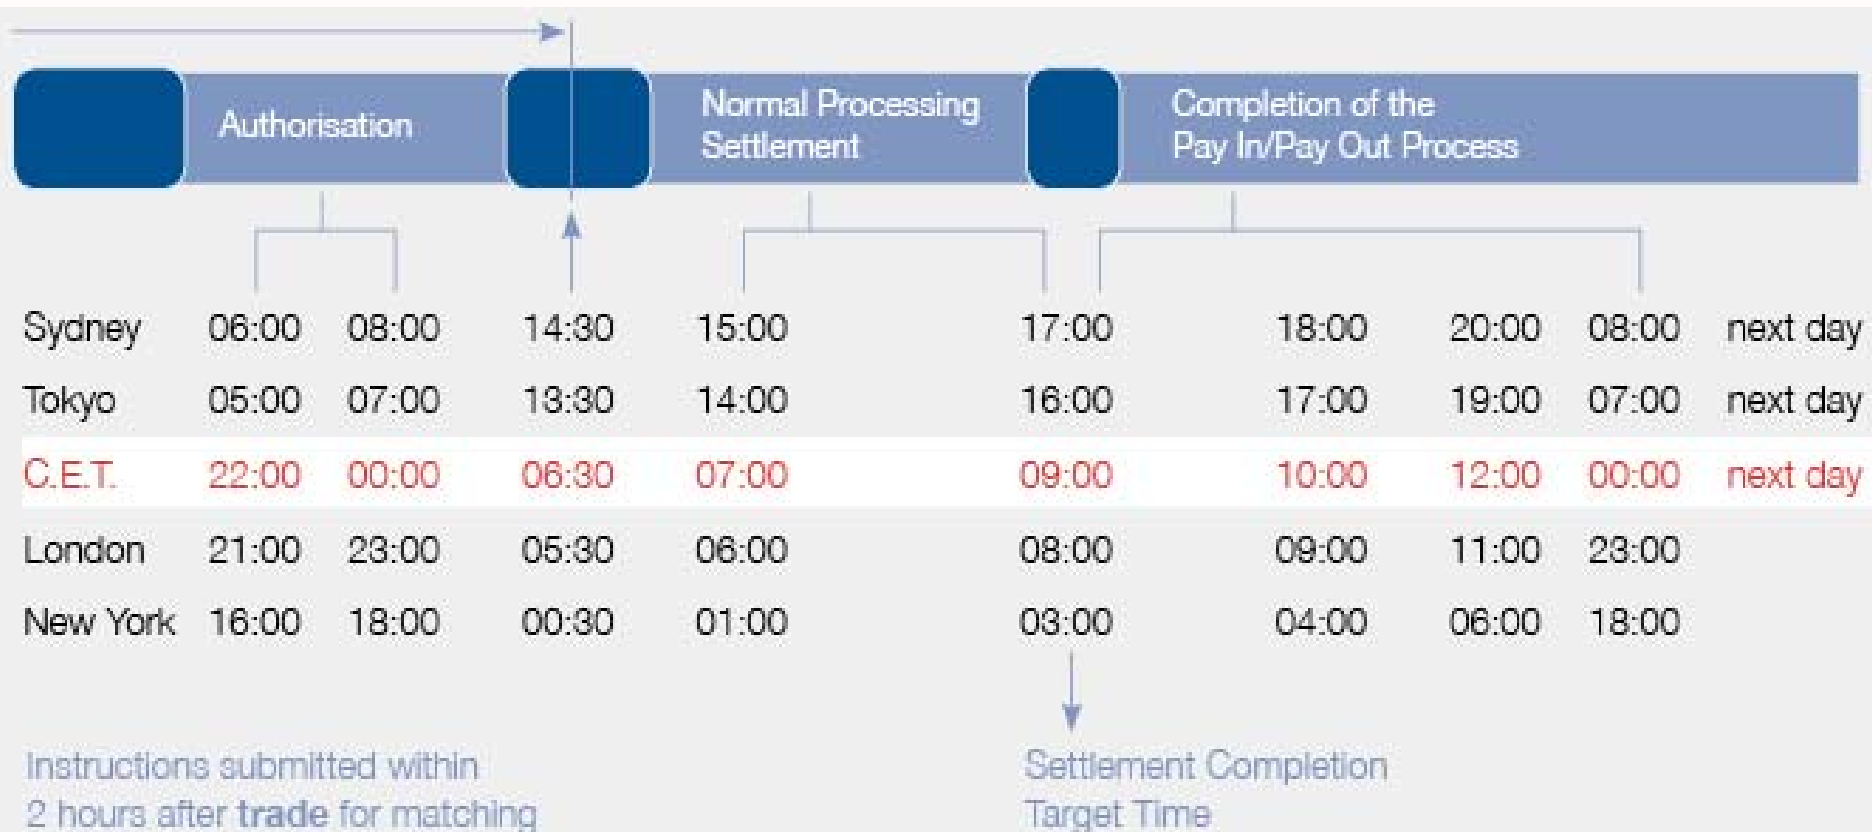 Authorisation
Normal Processing
Settlement
Completion of the
Pay In/Pay Out Process
Sydney 06:00 08:00 14:30 15:00 17:00 18:00 20:00 08:00 next day
Tokyo 05:00 07:00 13:30 14:00 16:00 17:00 19:00 07:00 next day
C.E.T. 22:00 00:00 06:30 07:00 09:00 10:00 12:00 00:00 next day
London 21:00 23:00 05:30 06:00 08:00 09:00 11:00 23:00
New York 16:00 18:00 00:30 01:00 03:00 04:00 06:00 18:00
Instructions submitted within
2 hours after trade for matching
Settlement Completion
Target Time